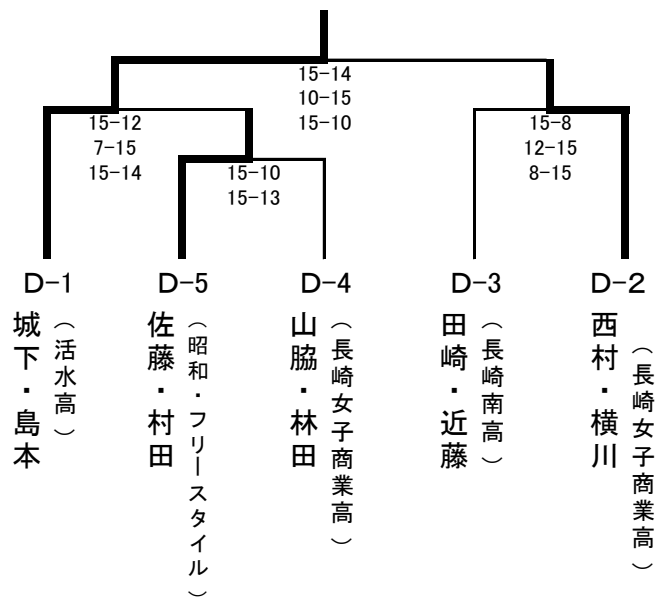 15-14
10-15
15-10
15-12
7-15
15-14
15-8
12-15
8-15
15-10
15-13
D-1
D-5
D-4
D-3
D-2
城下・島本
（活水高）
佐藤・村田
（昭和・フリースタイル）
山脇・林田
（長崎女子商業高）
田崎・近藤
（長崎南高）
西村・横川
（長崎女子商業高）